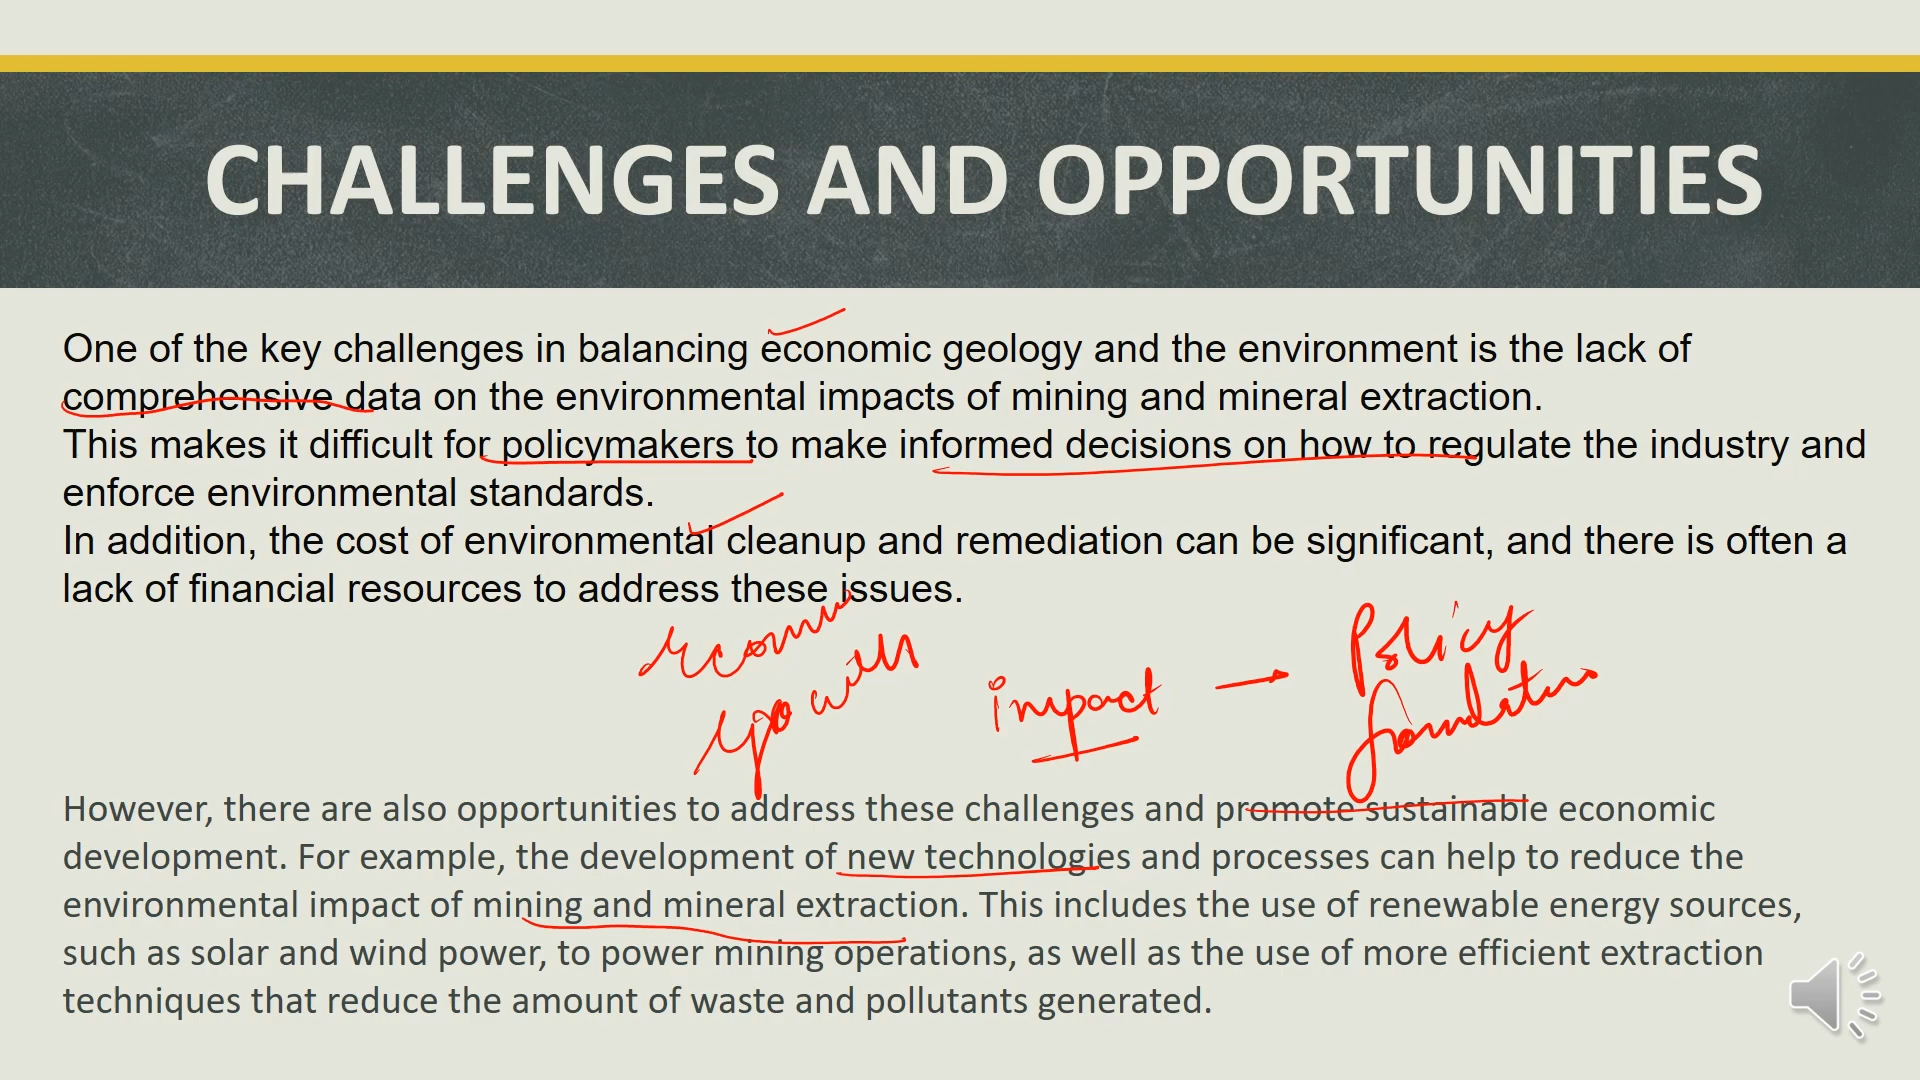 CHALLENGES AND OPPORTUNITIES
One of the key challenges in balancing economic geology and the environment is the lack of
comprehensive data on the environmental impacts of mining and mineral extraction.
This makes it difficult for policymakers to make informed decisions on how to regulate the industry and
enforce environmental standards.
In addition, the cost of environmental cleanup and remediation can be significant, and there is often a
lack of financial resources to address these issues.
growth
impact
Policy
However, there are also opportunities to address these challenges and promote sustainable economic
development. For example, the development of new technologies and processes can help to reduce the
environmental impact of mining and mineral extraction. This includes the use of renewable energy sources,
such as solar and wind power, to power mining operations, as well as the use of more efficient extraction
techniques that reduce the amount of waste and pollutants generated.